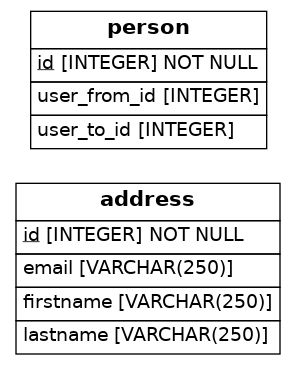 person
id [INTEGER] NOT NULL
user_from_id [INTEGER]
user_to_id [INTEGER]
address
id [INTEGER] NOT NULL
email [VARCHAR(250)]
firstname [VARCHAR(250)]
lastname [VARCHAR(250)]